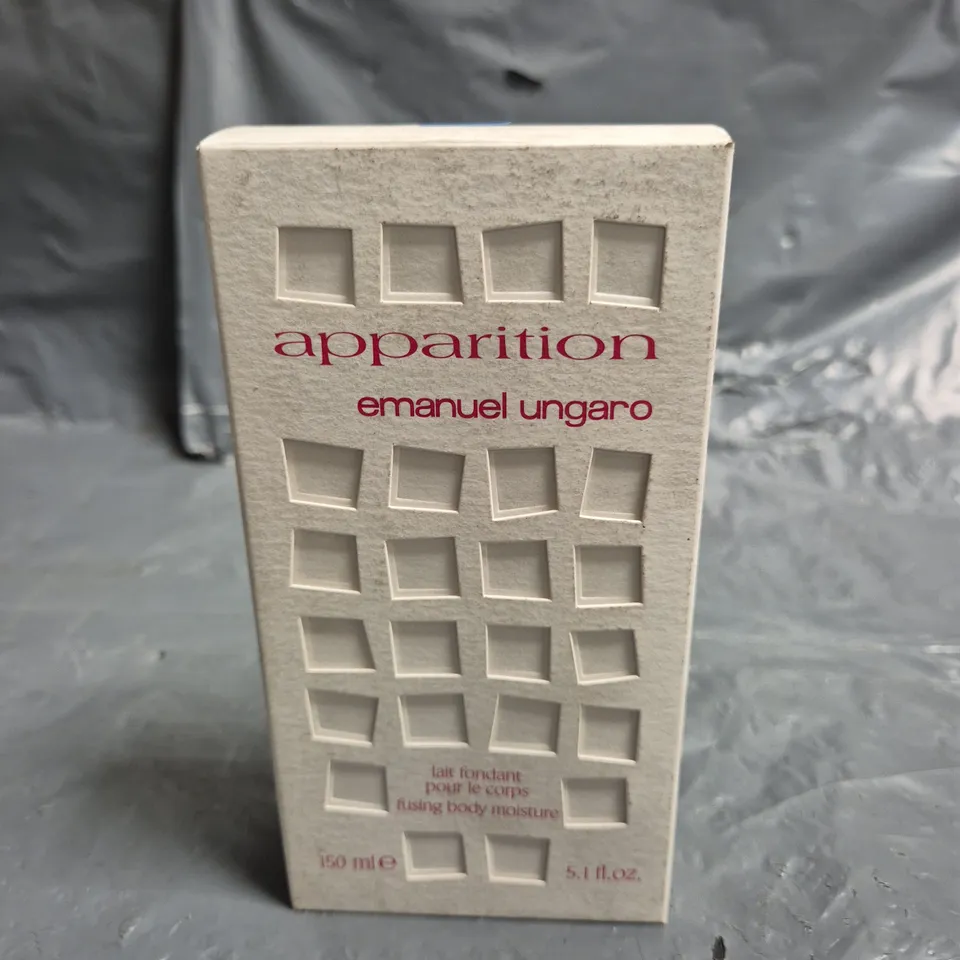 apparition
emanuel ungaro
lait fondant
pour le corps
fusing body moisture
150 ml e 5.1 fl.oz.